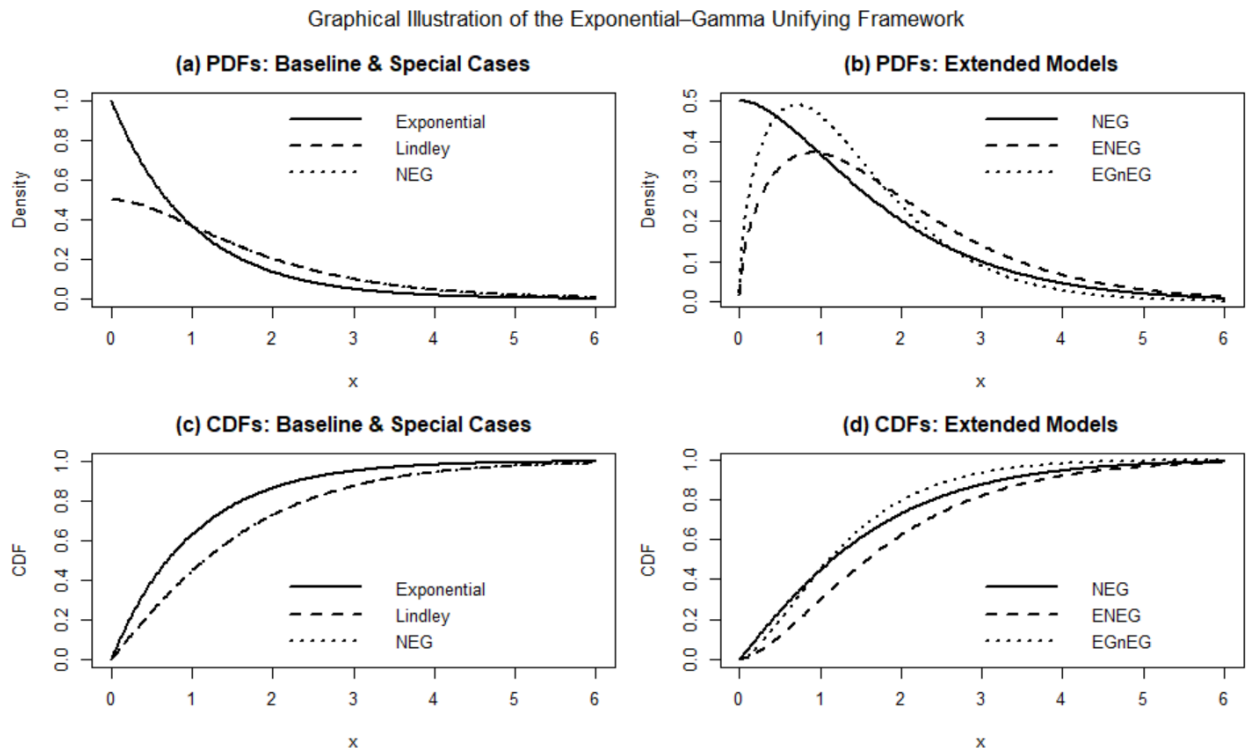 Graphical Illustration of the Exponential–Gamma Unifying Framework
(a) PDFs: Baseline & Special Cases
Density
0.0 0.2 0.4 0.6 0.8 1.0
Exponential
Lindley
NEG
0 1 2 3 4 5 6
x
(b) PDFs: Extended Models
Density
0.0 0.1 0.2 0.3 0.4 0.5
NEG
ENEG
EGnEG
0 1 2 3 4 5 6
x
(c) CDFs: Baseline & Special Cases
CDF
0.0 0.2 0.4 0.6 0.8 1.0
Exponential
Lindley
NEG
0 1 2 3 4 5 6
x
(d) CDFs: Extended Models
CDF
0.0 0.2 0.4 0.6 0.8 1.0
NEG
ENEG
EGnEG
0 1 2 3 4 5 6
x